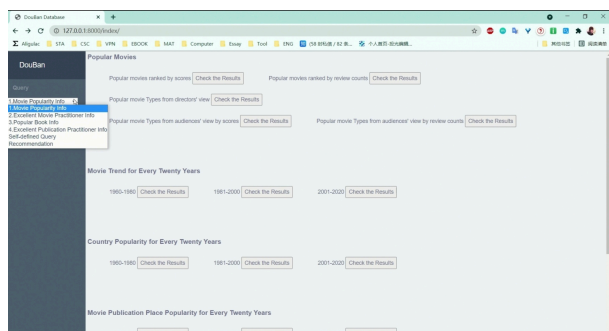 DouBan Database
127.0.0.1:8000/index/
Aligulac SFA CSC VPN EBOOK MAT Computer Essay Tool ENG
DouBan
Query
1.Movie Popularity Info
1.Movie Popularity Info
2.Excellent Movie Practitioner Info
3.Popular Book Info
4.Excellent Publication Practitioner Info
Self-defined Query
Recommendation
Popular Movies
Popular movies ranked by scores Check the Results Popular movies ranked by review counts Check the Results
Popular movie Types from directors' view Check the Results
Popular movie Types from audiences' view by scores Check the Results Popular movie Types from audiences' view by review counts Check the Results
Movie Trend for Every Twenty Years
1960-1980 Check the Results 1981-2000 Check the Results 2001-2020 Check the Results
Country Popularity for Every Twenty Years
1960-1980 Check the Results 1981-2000 Check the Results 2001-2020 Check the Results
Movie Publication Place Popularity for Every Twenty Years